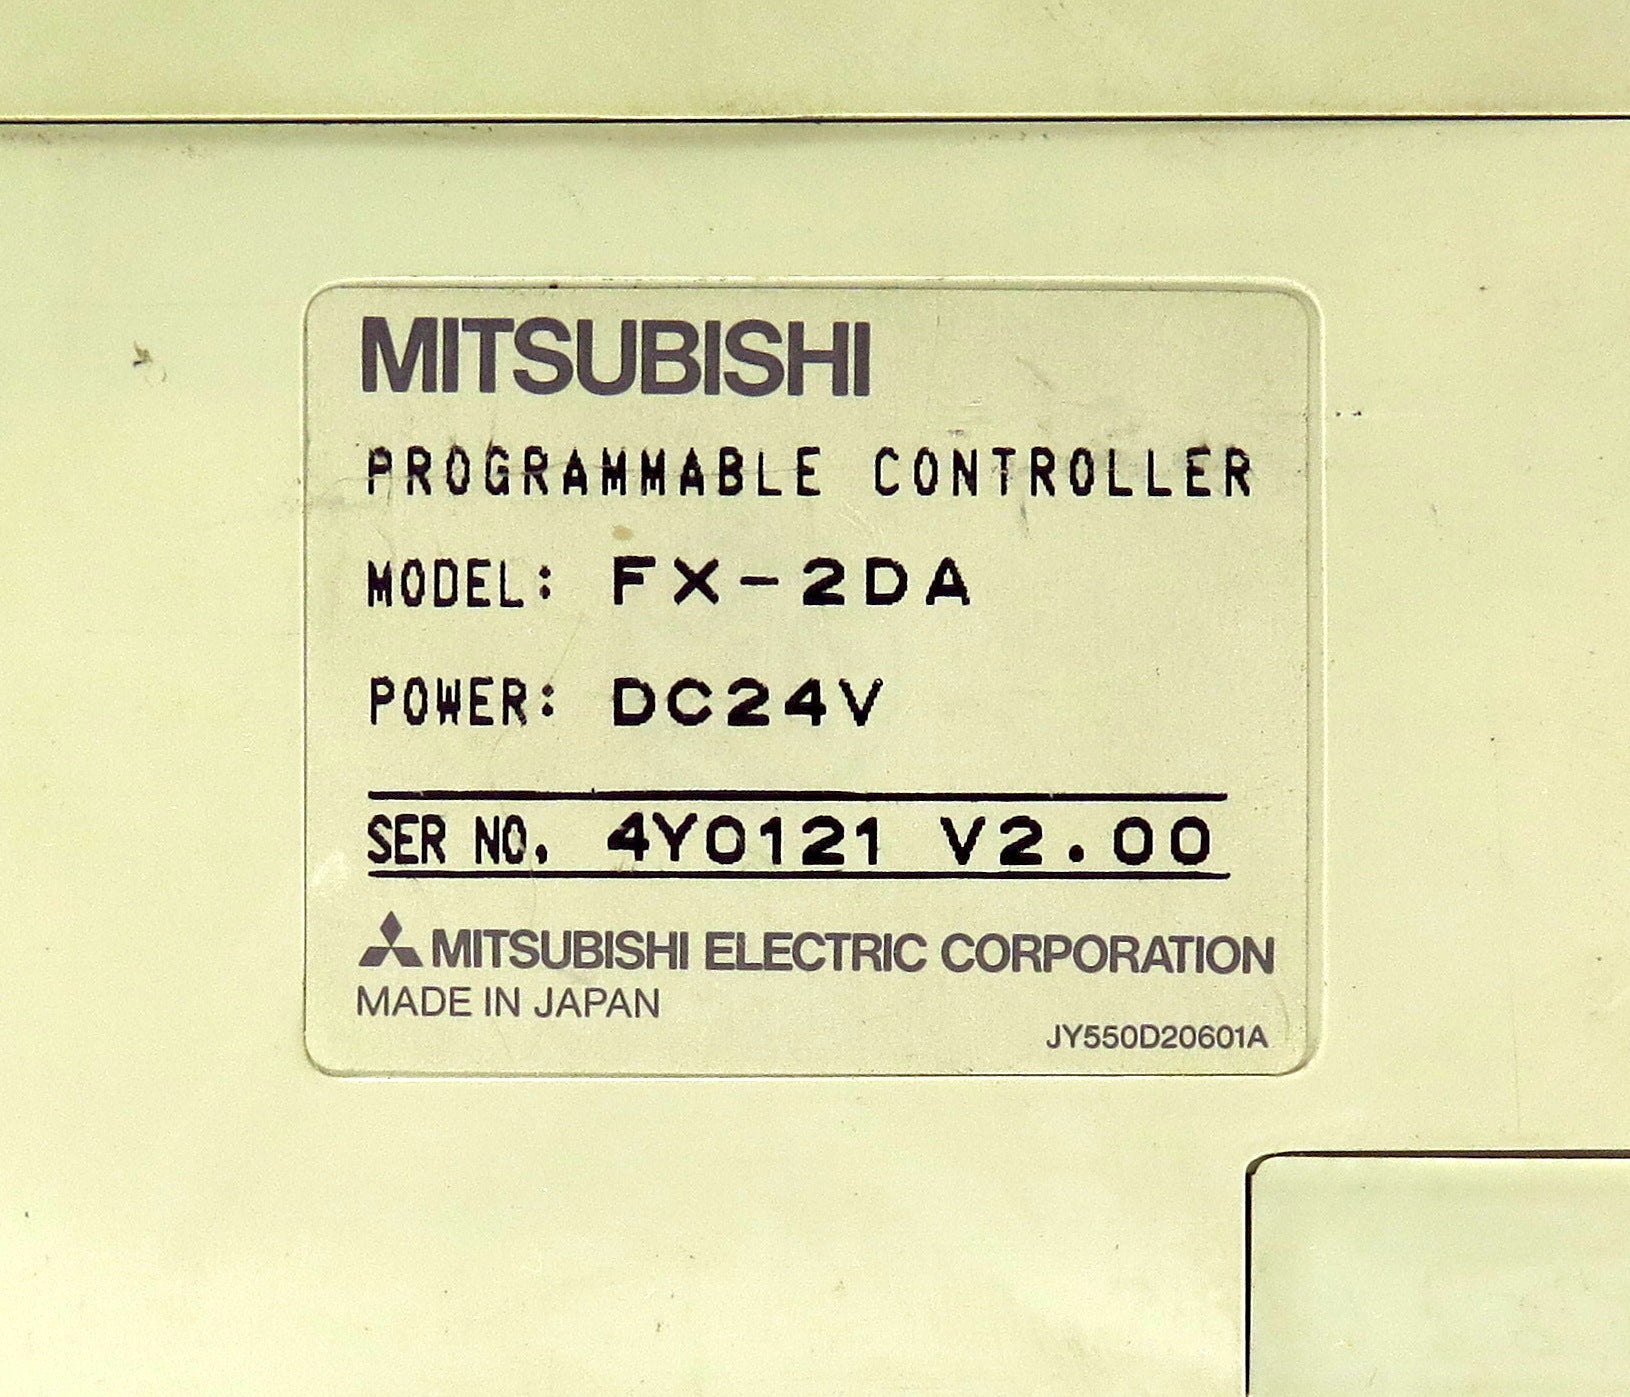 MITSUBISHI
PROGRAMMABLE CONTROLLER
MODEL: FX-2DA
POWER: DC24V
SER NO. 4Y0121 V2.00
MITSUBISHI ELECTRIC CORPORATION
MADE IN JAPAN
JY550D20601A